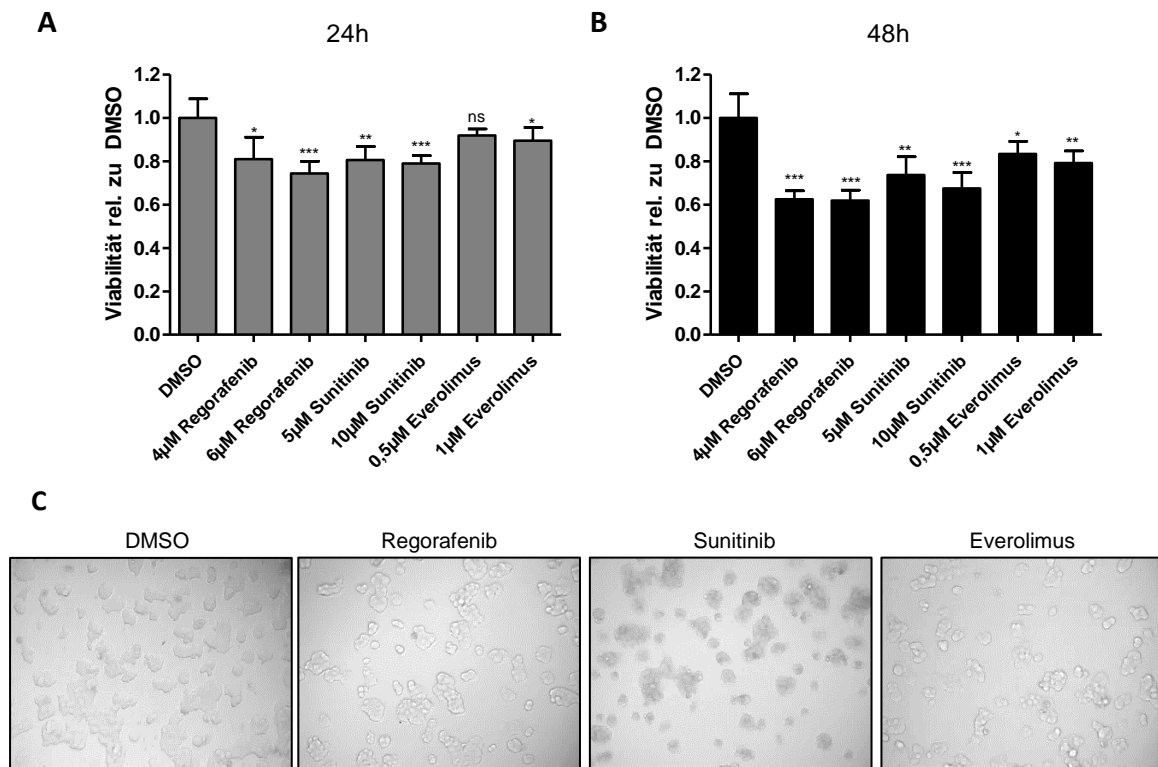 A
24h
Viabilität rel. zu DMSO
1.2
1.0
0.8
0.6
0.4
0.2
0.0
*
***
**
***
ns
*
DMSO
4µM Regorafenib
6µM Regorafenib
5µM Sunitinib
10µM Sunitinib
0,5µM Everolimus
1µM Everolimus
B
48h
Viabilität rel. zu DMSO
1.2
1.0
0.8
0.6
0.4
0.2
0.0
***
***
**
***
*
**
DMSO
4µM Regorafenib
6µM Regorafenib
5µM Sunitinib
10µM Sunitinib
0,5µM Everolimus
1µM Everolimus
C
DMSO
Regorafenib
Sunitinib
Everolimus